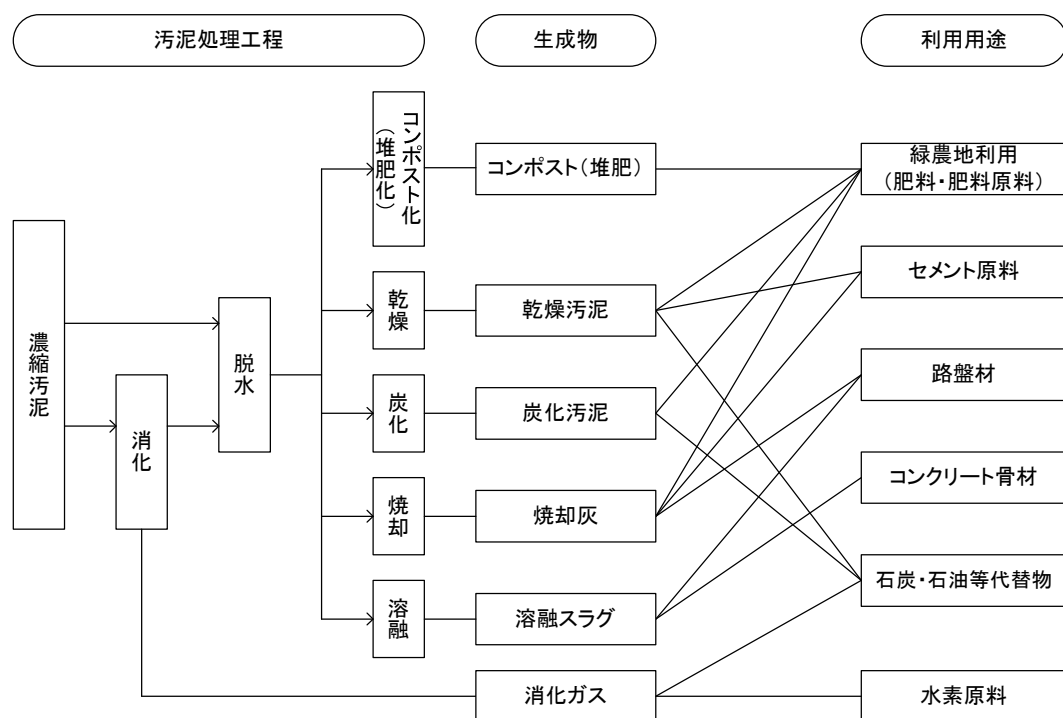 汚泥処理工程
生成物
利用用途
濃縮汚泥
消化
脱水
コンポスト化
（堆肥化）
乾燥
炭化
焼却
溶融
コンポスト（堆肥）
乾燥汚泥
炭化汚泥
焼却灰
溶融スラグ
消化ガス
緑農地利用
（肥料・肥料原料）
セメント原料
路盤材
コンクリート骨材
石炭・石油等代替物
水素原料